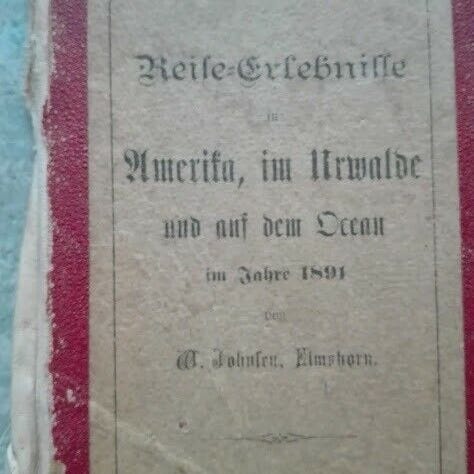 Reise-Erlebnisse
in
Amerika, im Urwalde
und auf dem Ocean
im Jahre 1891
von
W. Johnsen, Elmshorn.